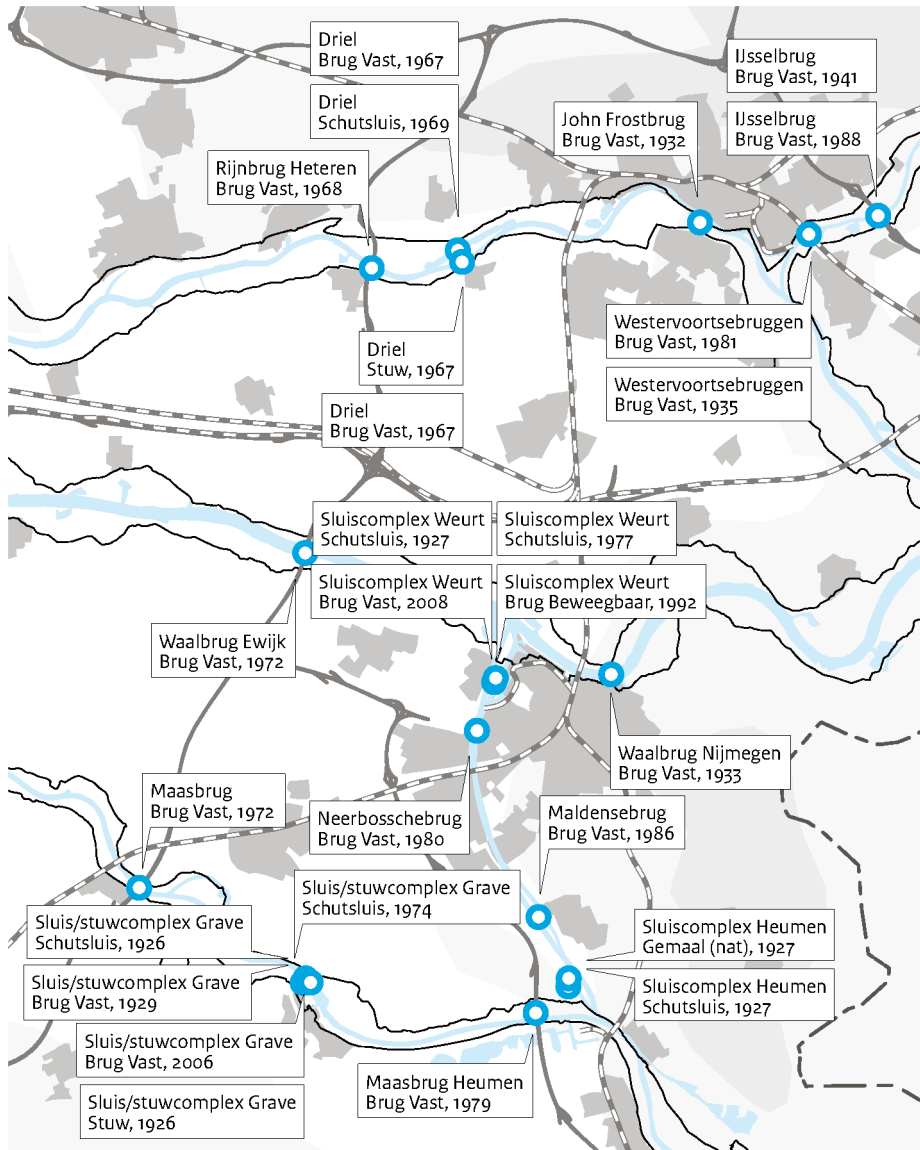 Driel
Brug Vast, 1967
IJsselbrug
Brug Vast, 1941
Driel
Schutsluis, 1969
John Frostbrug
Brug Vast, 1932
IJsselbrug
Brug Vast, 1988
Rijnbrug Heteren
Brug Vast, 1968
Westervoortsebruggen
Brug Vast, 1981
Driel
Stuw, 1967
Westervoortsebruggen
Brug Vast, 1935
Driel
Brug Vast, 1967
Sluiscomplex Weurt
Schutsluis, 1927
Sluiscomplex Weurt
Schutsluis, 1977
Sluiscomplex Weurt
Brug Vast, 2008
Sluiscomplex Weurt
Brug Beweegbaar, 1992
Waalbrug Ewijk
Brug Vast, 1972
Waalbrug Nijmegen
Brug Vast, 1933
Maasbrug
Brug Vast, 1972
Neerbosschebrug
Brug Vast, 1980
Maldensebrug
Brug Vast, 1986
Sluis/stuwcomplex Grave
Schutsluis, 1974
Sluis/stuwcomplex Grave
Schutsluis, 1926
Sluiscomplex Heumen
Gemaal (nat), 1927
Sluis/stuwcomplex Grave
Brug Vast, 1929
Sluiscomplex Heumen
Schutsluis, 1927
Sluis/stuwcomplex Grave
Brug Vast, 2006
Maasbrug Heumen
Brug Vast, 1979
Sluis/stuwcomplex Grave
Stuw, 1926